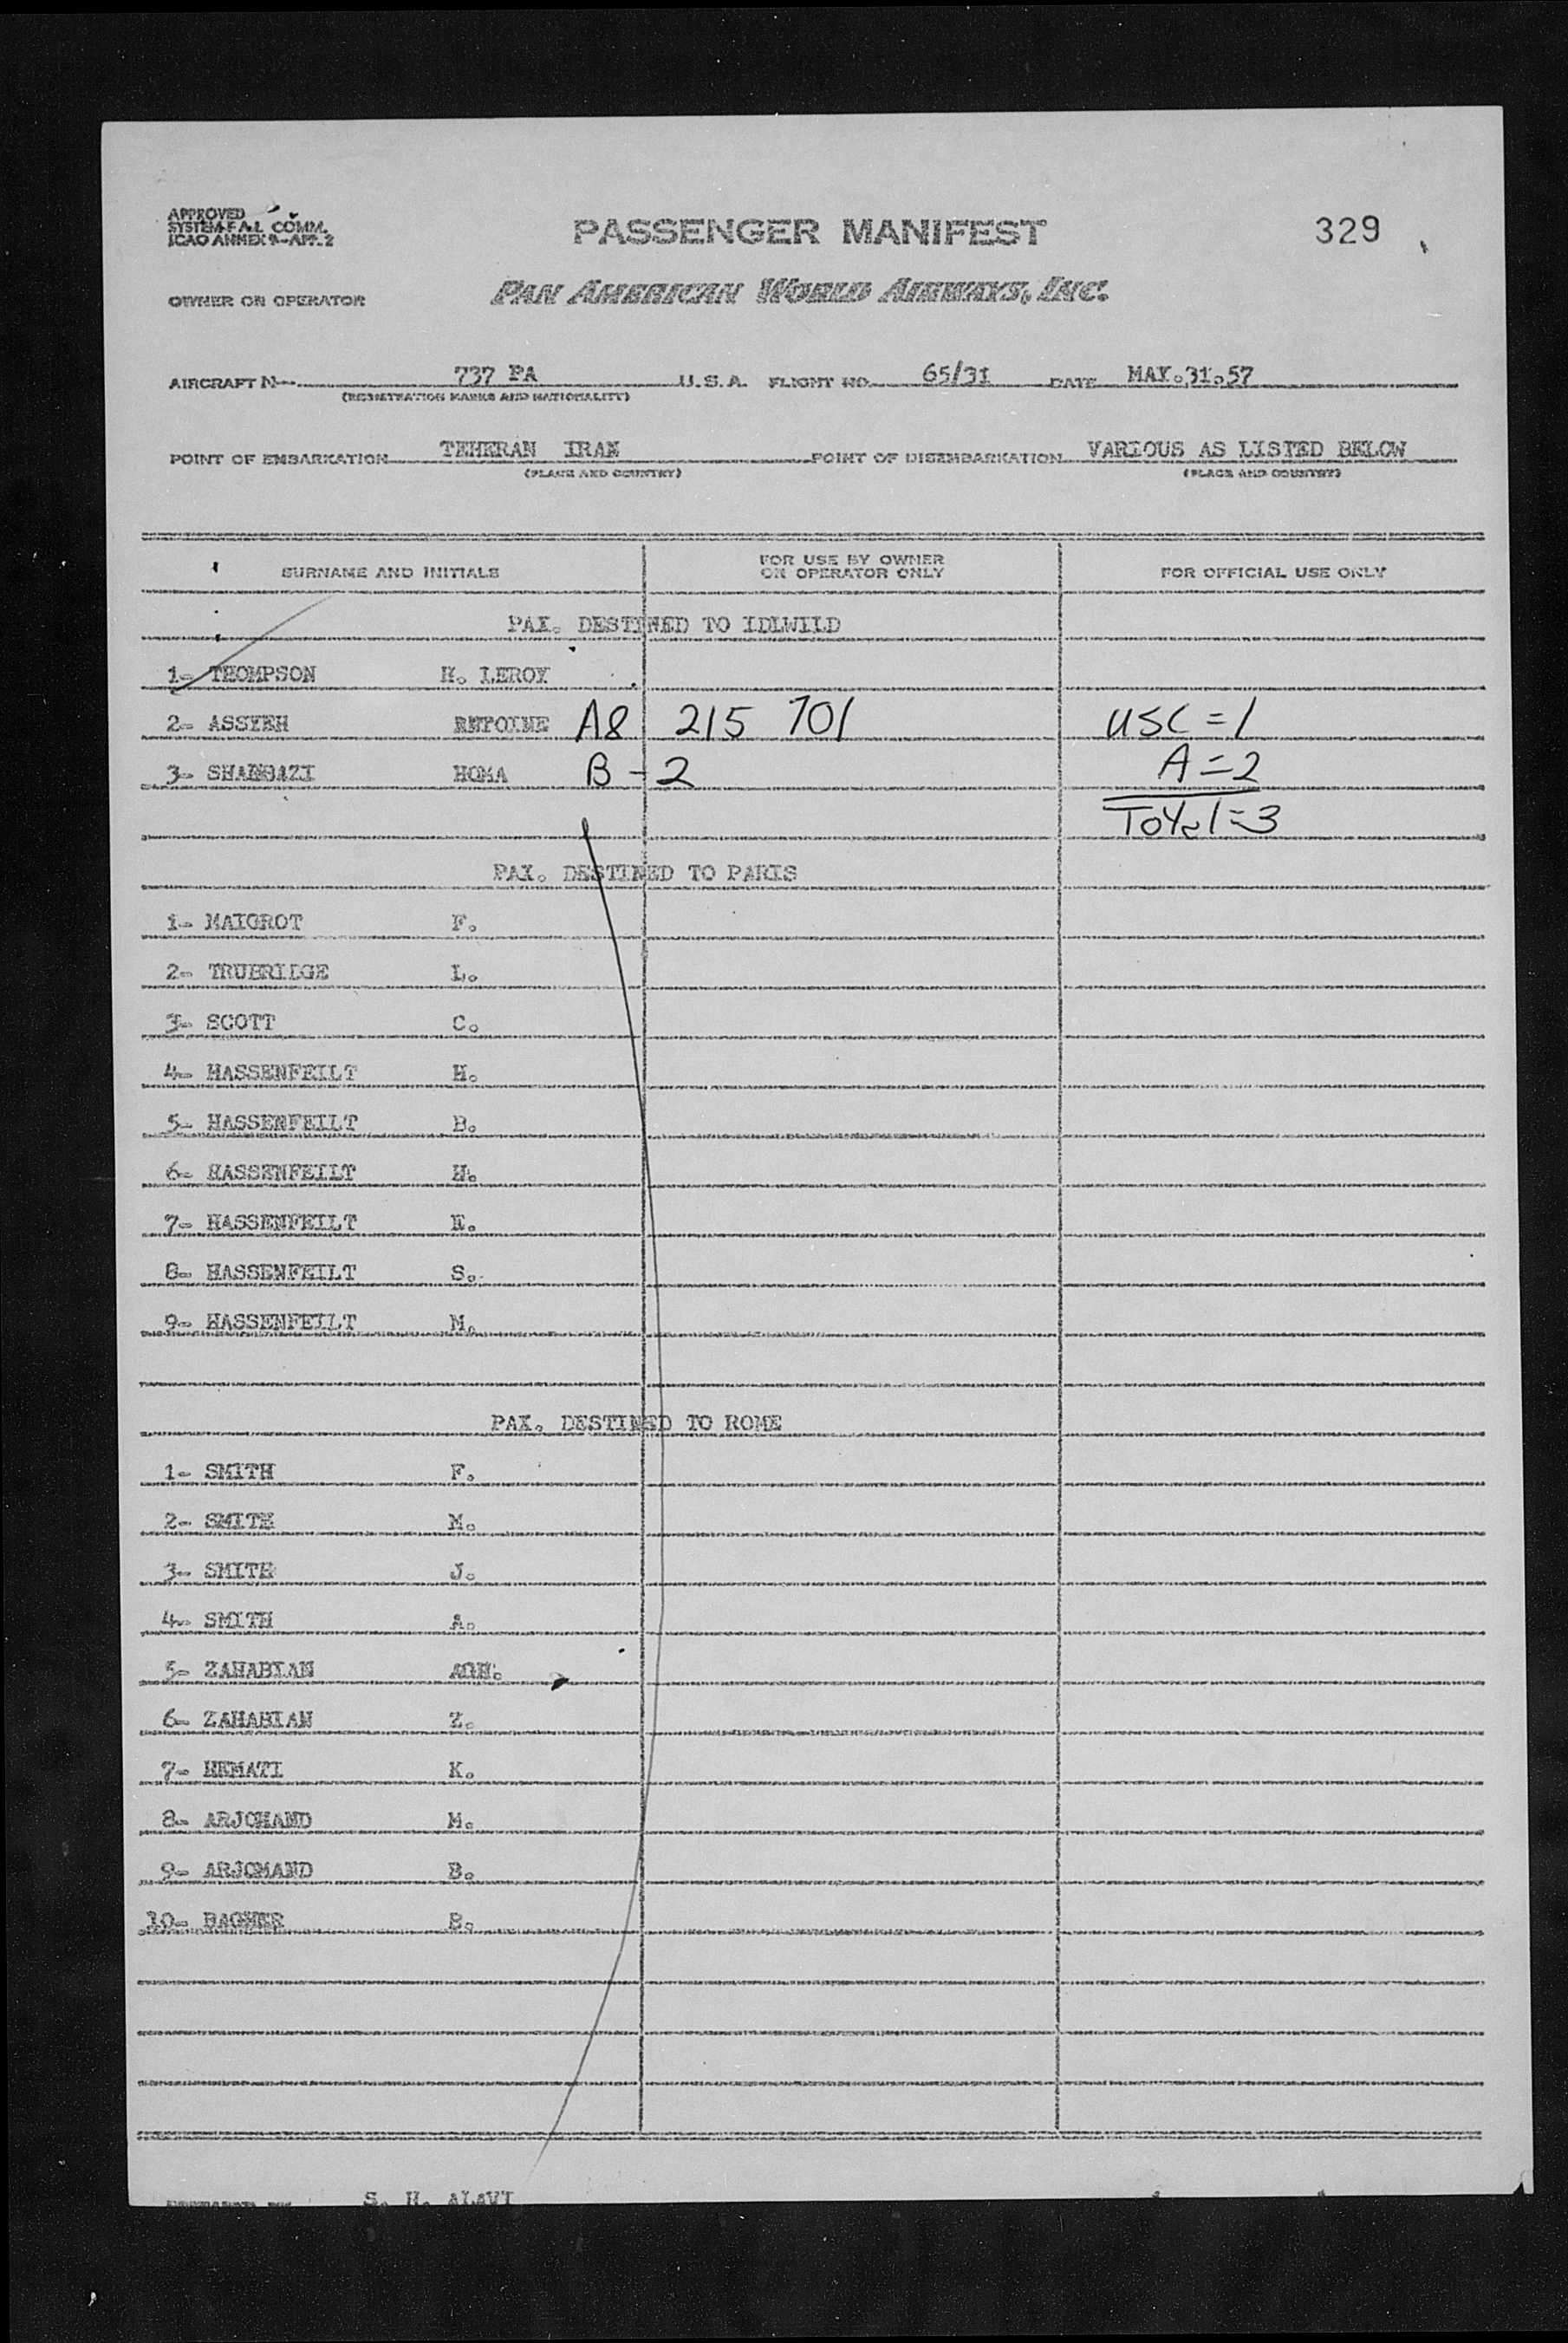 APPROVED
SYSTEM-F.A.L COMM.
ICAO ANNEX 9-APP. 2
PASSENGER MANIFEST
329
OWNER OR OPERATOR
PAN AMERICAN WORLD AIRWAYS, INC.
AIRCRAFT N- 737 PA U.S.A. FLIGHT NO. 65/31 DATE MAY.31.57
(REGISTRATION MARKS AND NATIONALITY)
POINT OF EMBARKATION TEHERAN IRAN POINT OF DISEMBARKATION VARIOUS AS LISTED BELOW
(PLACE AND COUNTRY) (PLACE AND COUNTRY)
SURNAME AND INITIALS FOR USE BY OWNER OR OPERATOR ONLY FOR OFFICIAL USE ONLY
PAX. DESTINED TO IDLWILD
1- THOMPSON H. LEROY
2- ASSYEH A8 215 701 USC = 1
3- HOMA B - 2 A = 2
Total = 3
PAX. DESTINED TO PARIS
1- MAIGROT F.
2- TRUBRIDGE L.
3- SCOTT C.
4- HASSENFEILT H.
5- HASSENFEILT B.
6- HASSENFEILT H.
7- HASSENFEILT E.
8- HASSENFEILT S.
9- HASSENFEILT M.
PAX. DESTINED TO ROME
1- SMITH F.
2- SMITH M.
3- SMITH J.
4- SMITH A.
5- ZAHABIAN AGH.
6- ZAHABIAN Z.
7- HEMATI K.
8- ARJOMAND M.
9- ARJOMAND B.
10- BAGHER B.
S. H. ALAVI